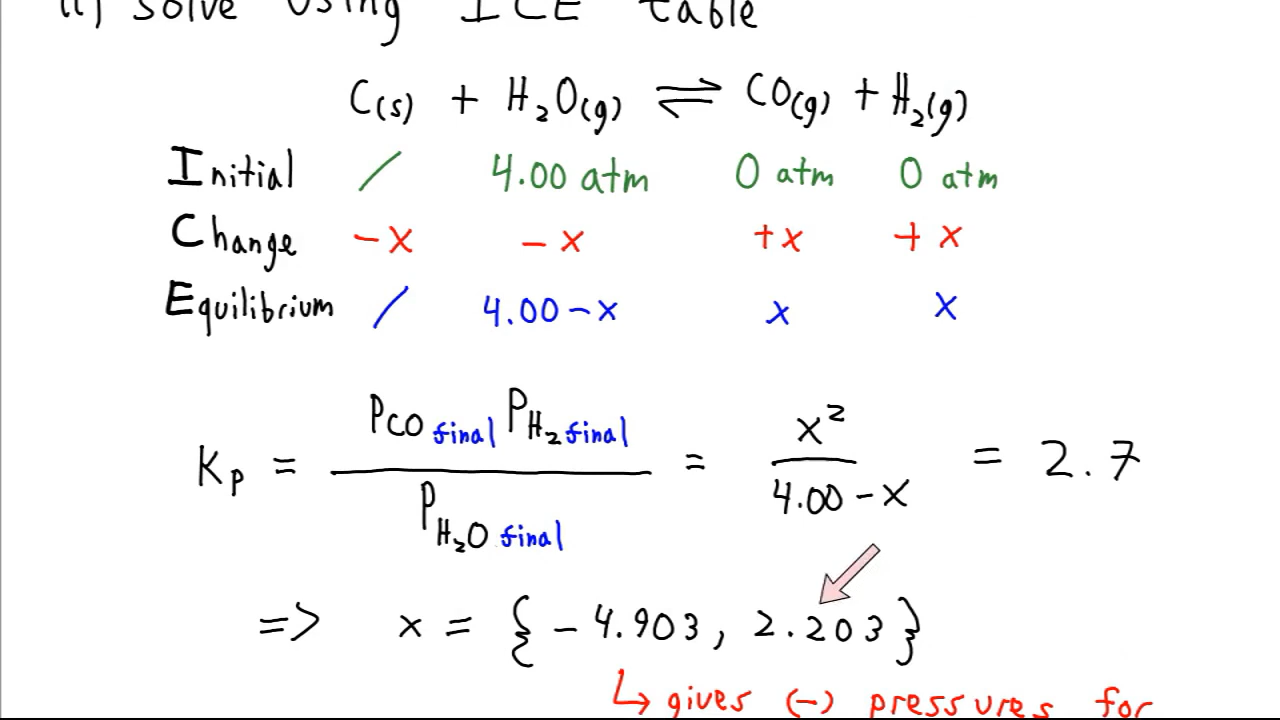 ii) solve using ICE table
C(s) + H₂O(g) ⇌ CO(g) + H₂(g)
Initial / 4.00 atm 0 atm 0 atm
Change -x -x +x +x
Equilibrium / 4.00-x x x
Kp = PCO final PH₂ final / PH₂O final = x² / 4.00-x = 2.7
=> x = {-4.903, 2.203}
↳ gives (-) pressures for